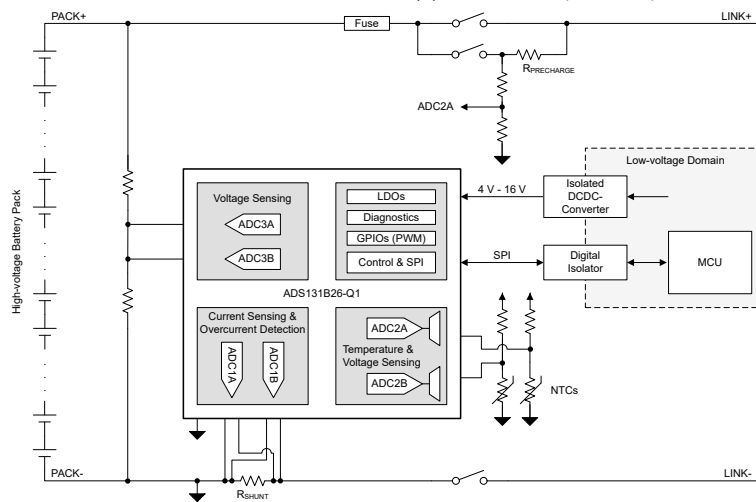 PACK+
Fuse
LINK+
RPRECHARGE
ADC2A
High-voltage Battery Pack
Low-voltage Domain
Voltage Sensing
ADC3A
ADC3B
LDOs
Diagnostics
GPIOs (PWM)
Control & SPI
4 V - 16 V
Isolated
DCDC-
Converter
SPI
Digital
Isolator
MCU
ADS131B26-Q1
Current Sensing &
Overcurrent Detection
ADC1A
ADC1B
ADC2A
Temperature &
Voltage Sensing
ADC2B
NTCs
PACK-
RSHUNT
LINK-